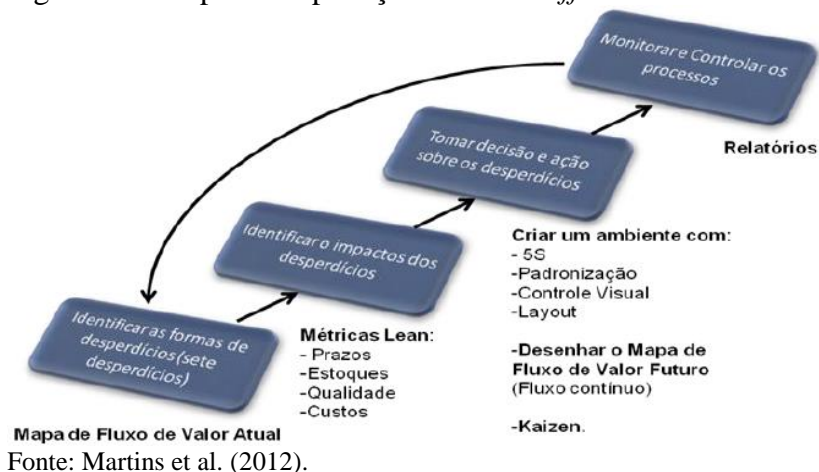 Monitorar e Controlar os
processos
Relatórios
Tomar decisão e ação
sobre os desperdícios
Criar um ambiente com:
- 5S
-Padronização
-Controle Visual
-Layout
-Desenhar o Mapa de
Fluxo de Valor Futuro
(Fluxo contínuo)
-Kaizen.
Identificar o impactos dos
desperdícios
Métricas Lean:
- Prazos
-Estoques
-Qualidade
-Custos
Identificar as formas de
desperdícios (sete
desperdícios)
Mapa de Fluxo de Valor Atual
Fonte: Martins et al. (2012).